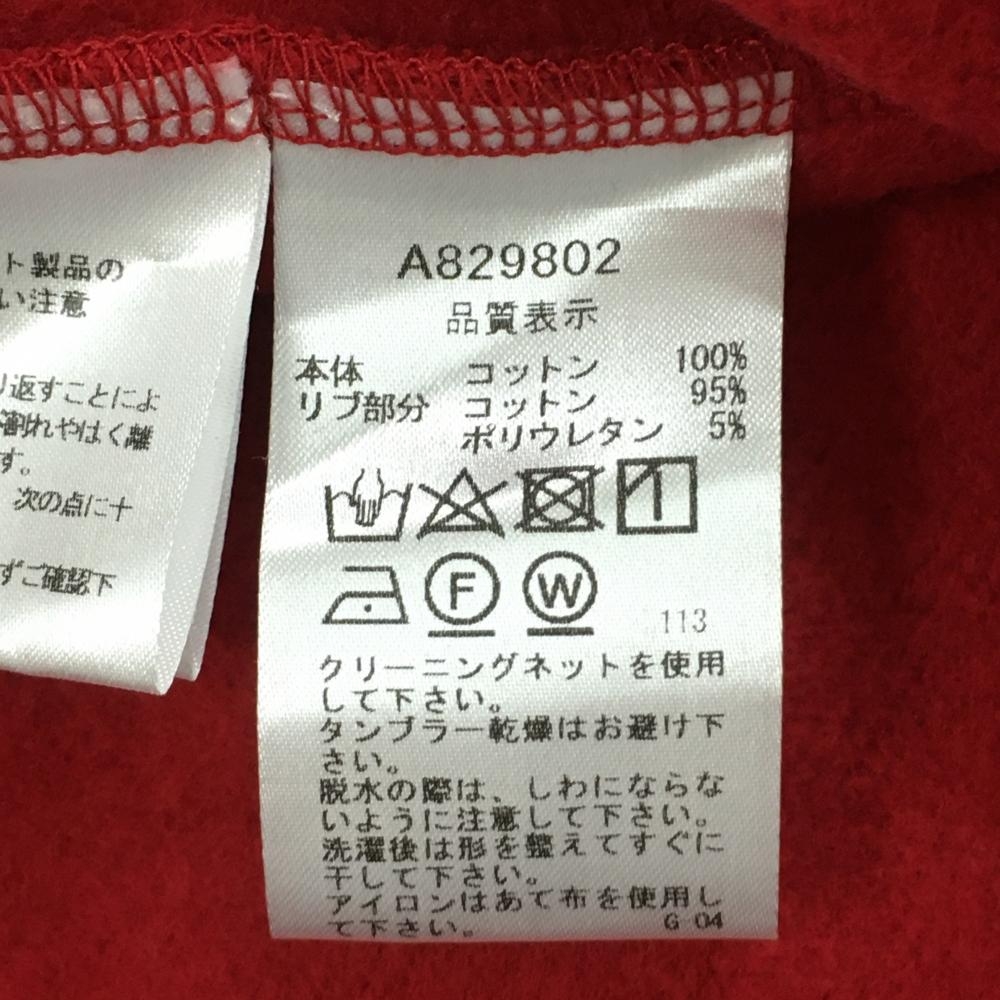 ト製品の
い注意
り返すことによ
割れやはく離
す。
次の点に十
ずご確認下
A829802
品質表示
本体 コットン 100%
リブ部分 コットン 95%
ポリウレタン 5%
F W 113
クリーニングネットを使用
して下さい。
タンブラー乾燥はお避け下
さい。
脱水の際は、しわにならな
いように注意して下さい。
洗濯後は形を整えてすぐに
干して下さい。
アイロンはあて布を使用し
て下さい。 G 04